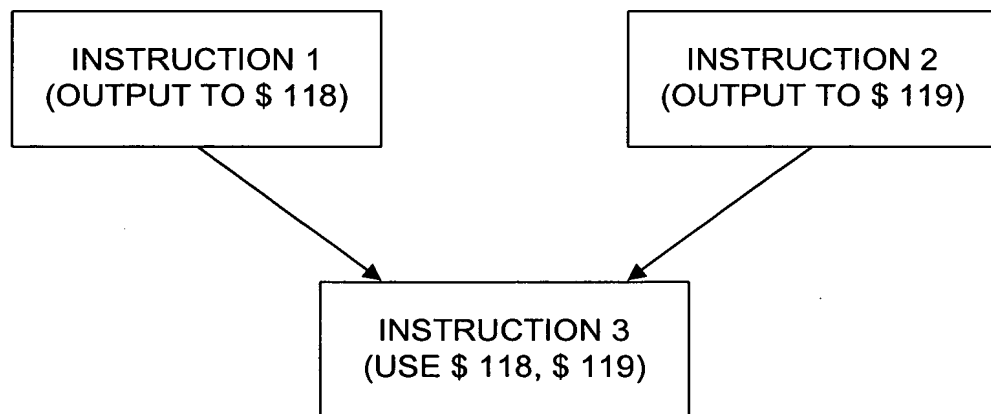 INSTRUCTION 1
(OUTPUT TO $ 118)
INSTRUCTION 2
(OUTPUT TO $ 119)
INSTRUCTION 3
(USE $ 118, $ 119)